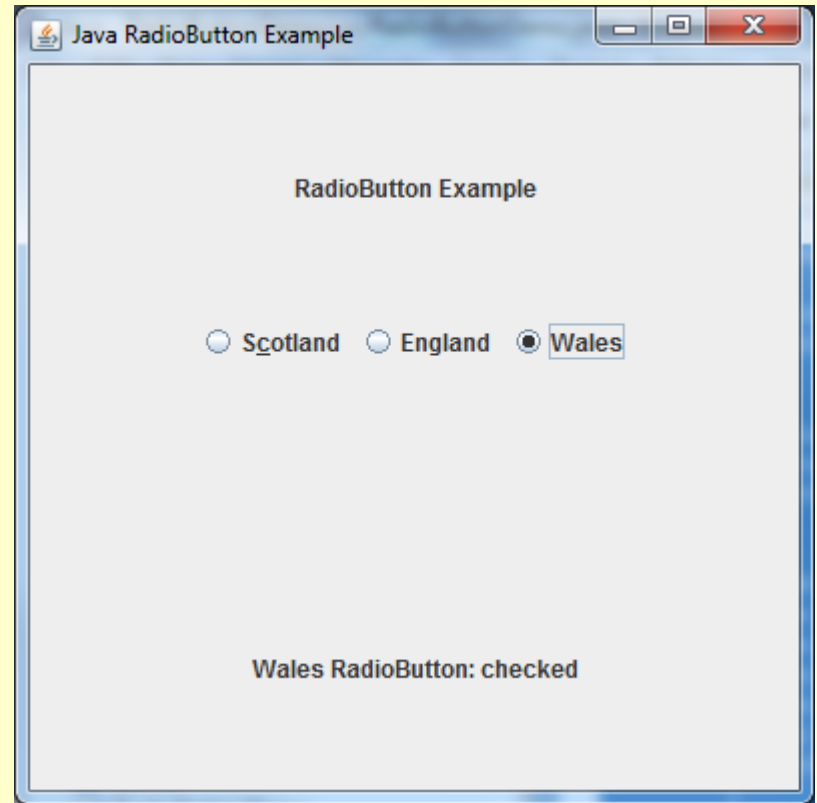 Java RadioButton Example
RadioButton Example
Scotland England Wales
Wales RadioButton: checked